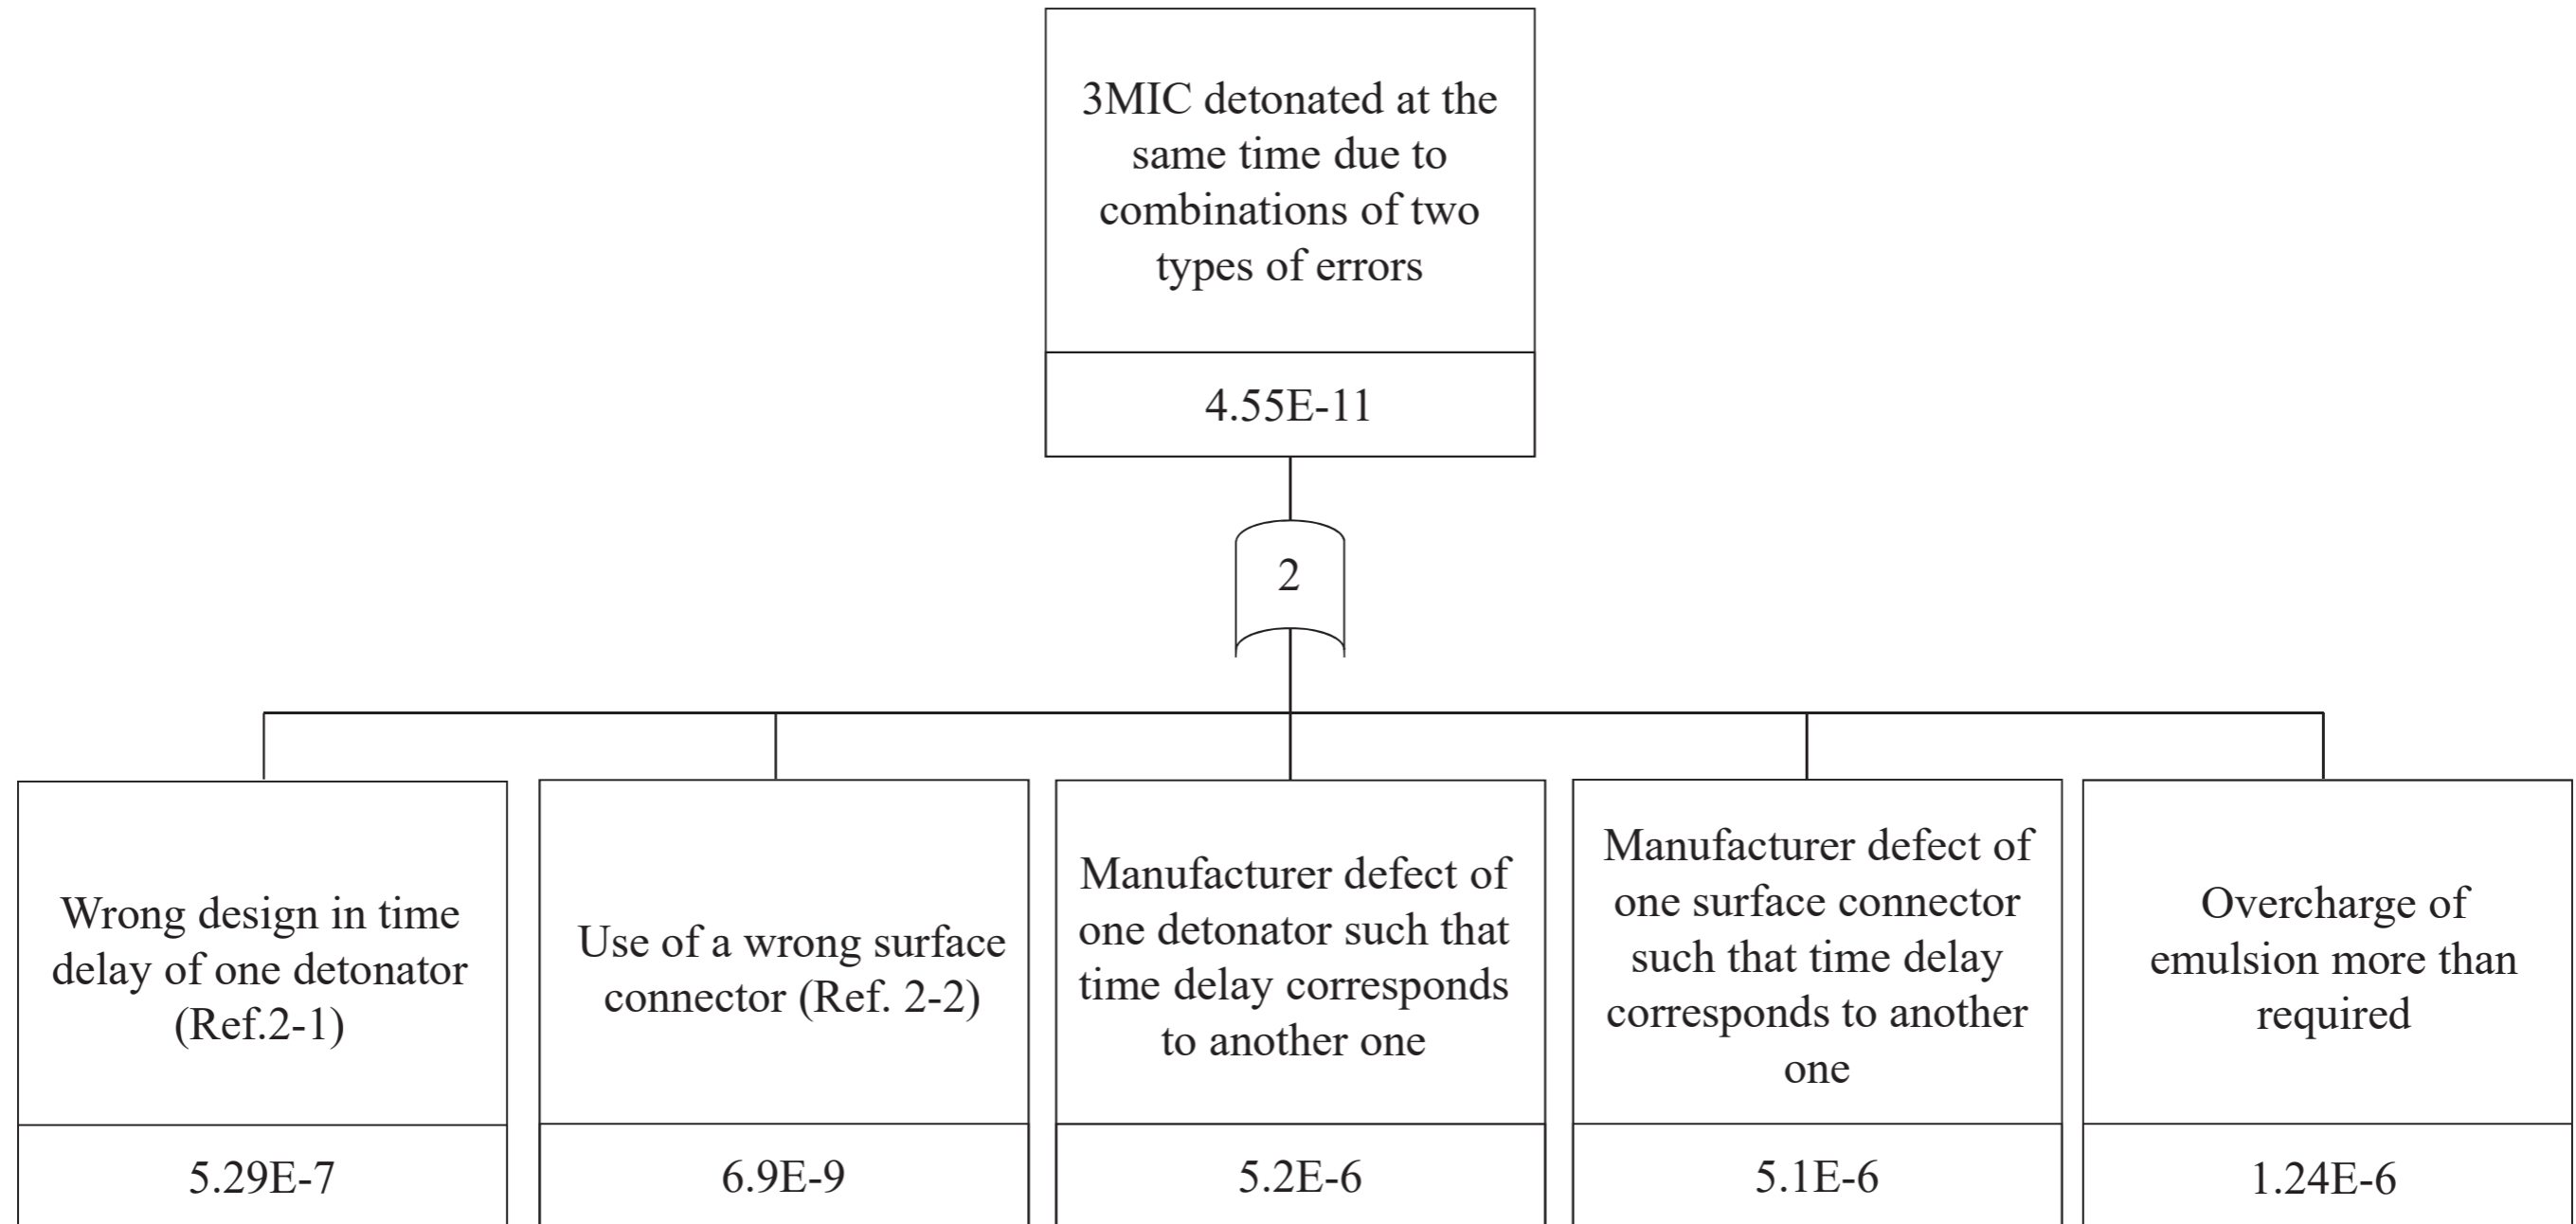 3MIC detonated at the
same time due to
combinations of two
types of errors
4.55E-11
2
Wrong design in time
delay of one detonator
(Ref.2-1)
5.29E-7
Use of a wrong surface
connector (Ref. 2-2)
6.9E-9
Manufacturer defect of
one detonator such that
time delay corresponds
to another one
5.2E-6
Manufacturer defect of
one surface connector
such that time delay
corresponds to another
one
5.1E-6
Overcharge of
emulsion more than
required
1.24E-6